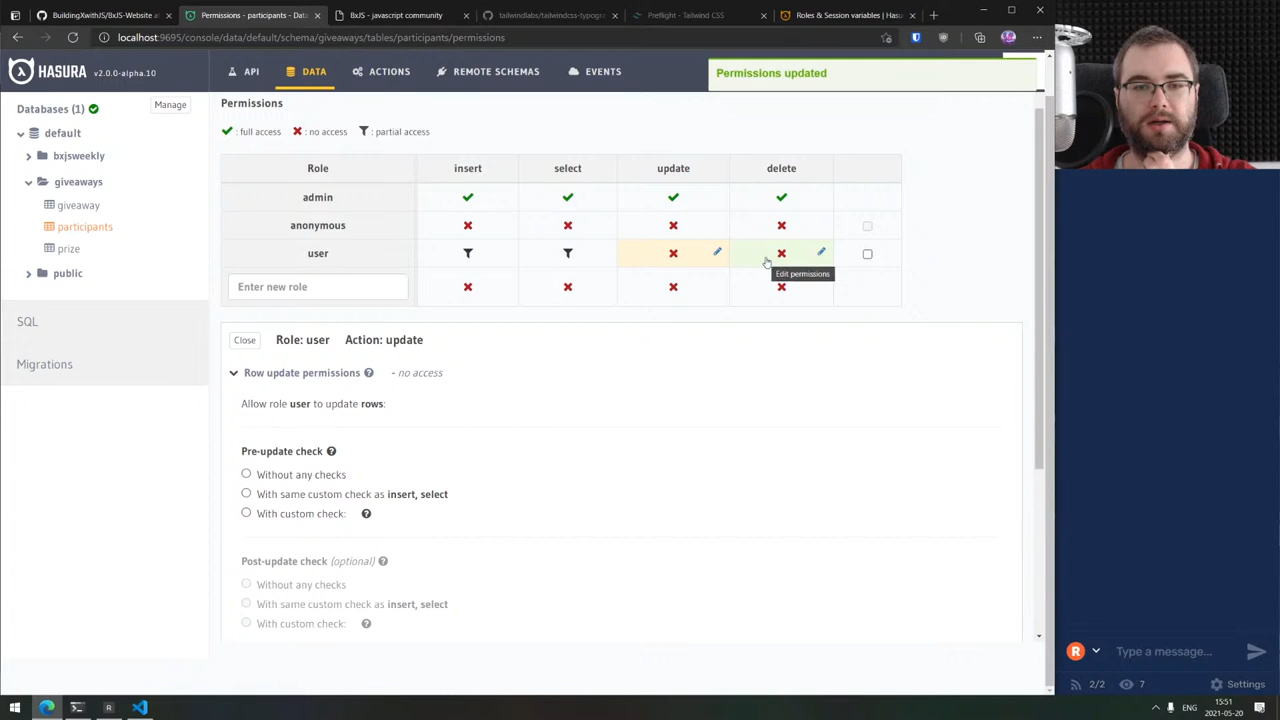 BuildingXwithJS/BxJS-Website a
Permissions - participants - Dat
BxJS - javascript community
tailwindlabs/tailwindcss-typogra
Preflight - Tailwind CSS
Roles & Session variables | Hasu
localhost:9695/console/data/default/schema/giveaways/tables/participants/permissions
HASURA v2.0.0-alpha.10
API
DATA
ACTIONS
REMOTE SCHEMAS
EVENTS
Permissions updated
Databases (1)
Manage
default
bxjsweekly
giveaways
giveaway
participants
prize
public
SQL
Migrations
Permissions
: full access : no access : partial access
Role insert select update delete
admin
anonymous
user
Edit permissions
Enter new role
Close Role: user Action: update
Row update permissions - no access
Allow role user to update rows:
Pre-update check
Without any checks
With same custom check as insert, select
With custom check:
Post-update check (optional)
Without any checks
With same custom check as insert, select
With custom check:
R Type a message...
2/2 7 Settings
ENG
15:51
2021-05-20